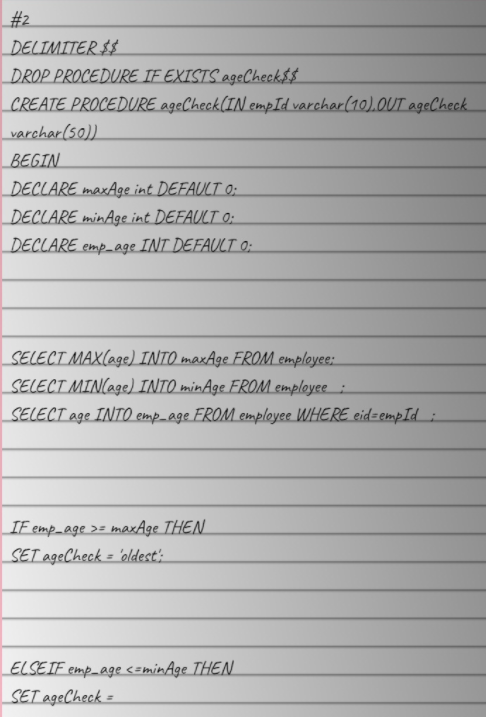 #2
DELIMITER $$
DROP PROCEDURE IF EXISTS ageCheck$$
CREATE PROCEDURE ageCheck(IN empId varchar(10),OUT ageCheck
varchar(50))
BEGIN
DECLARE maxAge int DEFAULT 0;
DECLARE minAge int DEFAULT 0;
DECLARE emp_age INT DEFAULT 0;
SELECT MAX(age) INTO maxAge FROM employee;
SELECT MIN(age) INTO minAge FROM employee ;
SELECT age INTO emp_age FROM employee WHERE eid=empId ;
IF emp_age >= maxAge THEN
SET ageCheck = 'oldest';
ELSEIF emp_age <=minAge THEN
SET ageCheck =